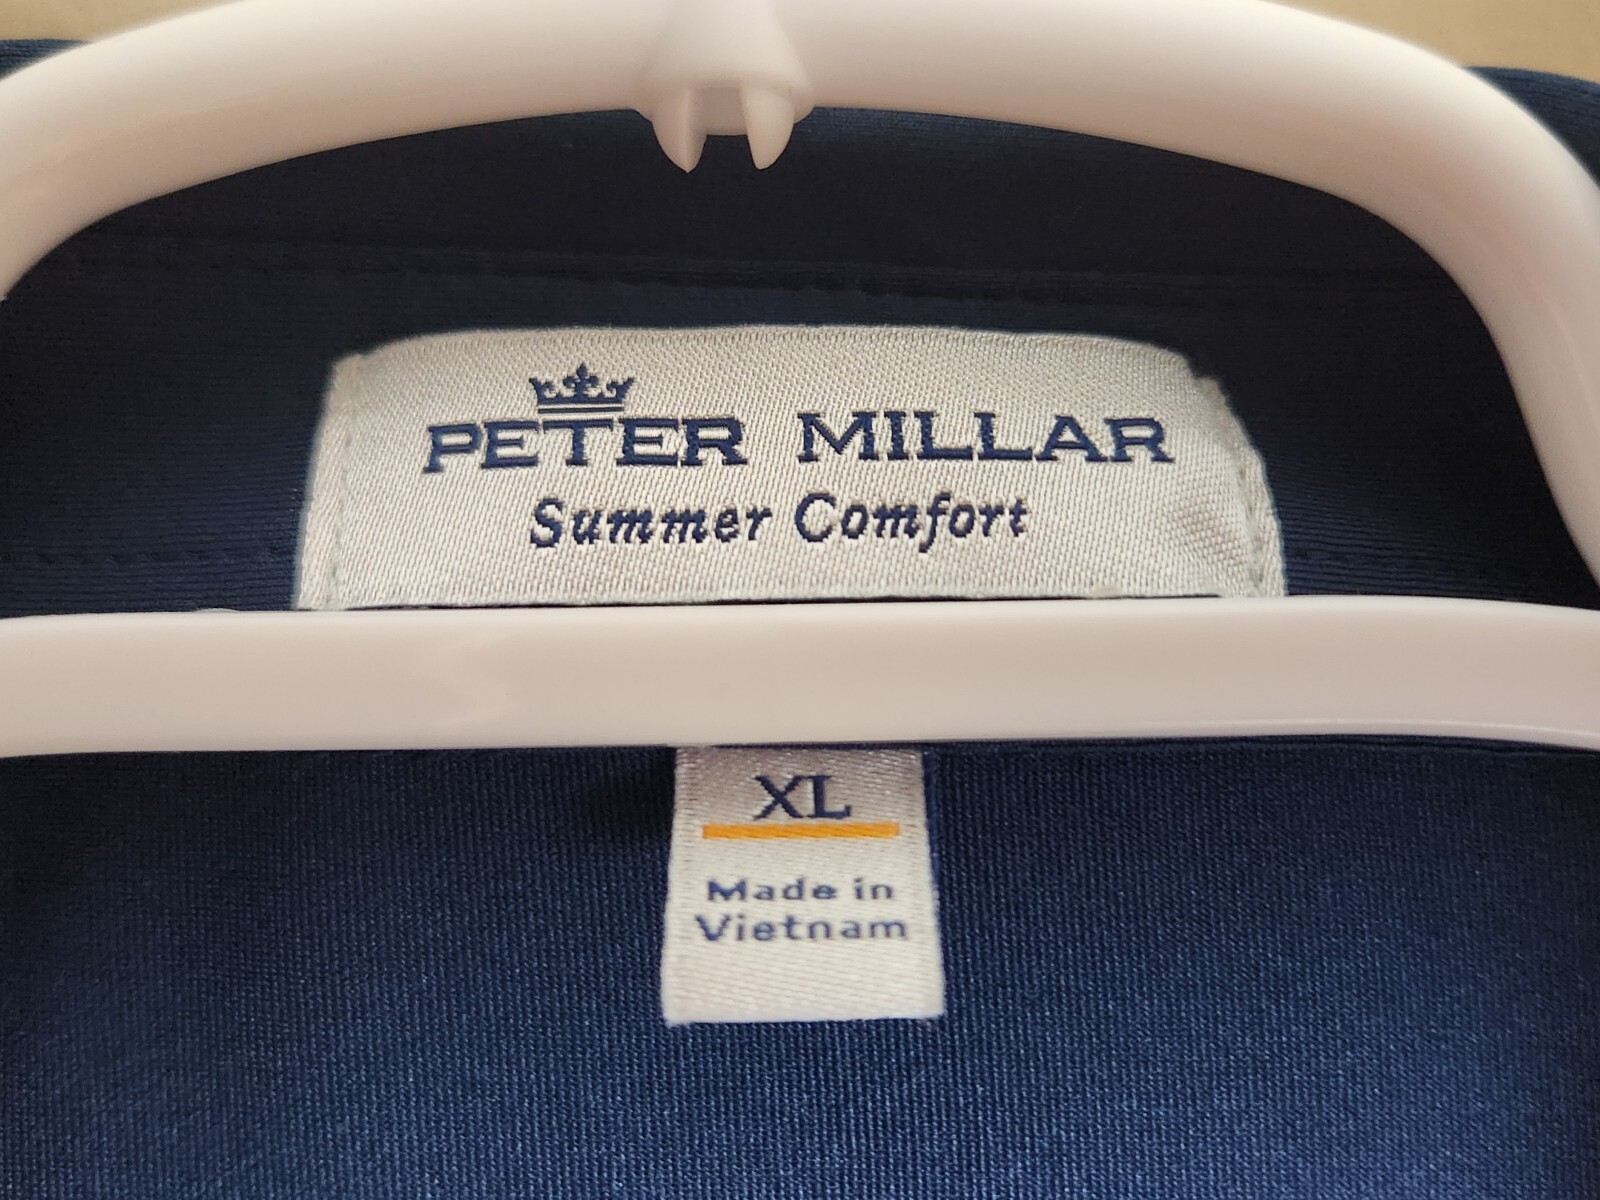 PETER MILLAR
Summer Comfort
XL
Made in
Vietnam